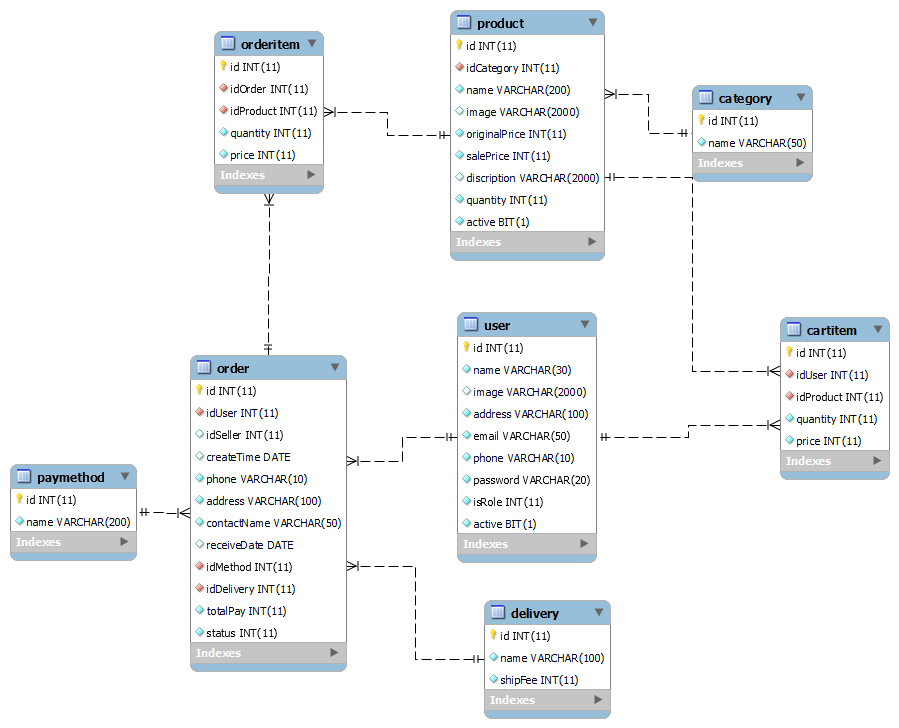 orderitem
id INT(11)
idOrder INT(11)
idProduct INT(11)
quantity INT(11)
price INT(11)
Indexes
product
id INT(11)
idCategory INT(11)
name VARCHAR(200)
image VARCHAR(2000)
originalPrice INT(11)
salePrice INT(11)
discription VARCHAR(2000)
quantity INT(11)
active BIT(1)
Indexes
category
id INT(11)
name VARCHAR(50)
Indexes
order
id INT(11)
idUser INT(11)
idSeller INT(11)
createTime DATE
phone VARCHAR(10)
address VARCHAR(100)
contactName VARCHAR(50)
receiveDate DATE
idMethod INT(11)
idDelivery INT(11)
totalPay INT(11)
status INT(11)
Indexes
user
id INT(11)
name VARCHAR(30)
image VARCHAR(2000)
address VARCHAR(100)
email VARCHAR(50)
phone VARCHAR(10)
password VARCHAR(20)
isRole INT(11)
active BIT(1)
Indexes
cartitem
id INT(11)
idUser INT(11)
idProduct INT(11)
quantity INT(11)
price INT(11)
Indexes
paymethod
id INT(11)
name VARCHAR(200)
Indexes
delivery
id INT(11)
name VARCHAR(100)
shipFee INT(11)
Indexes